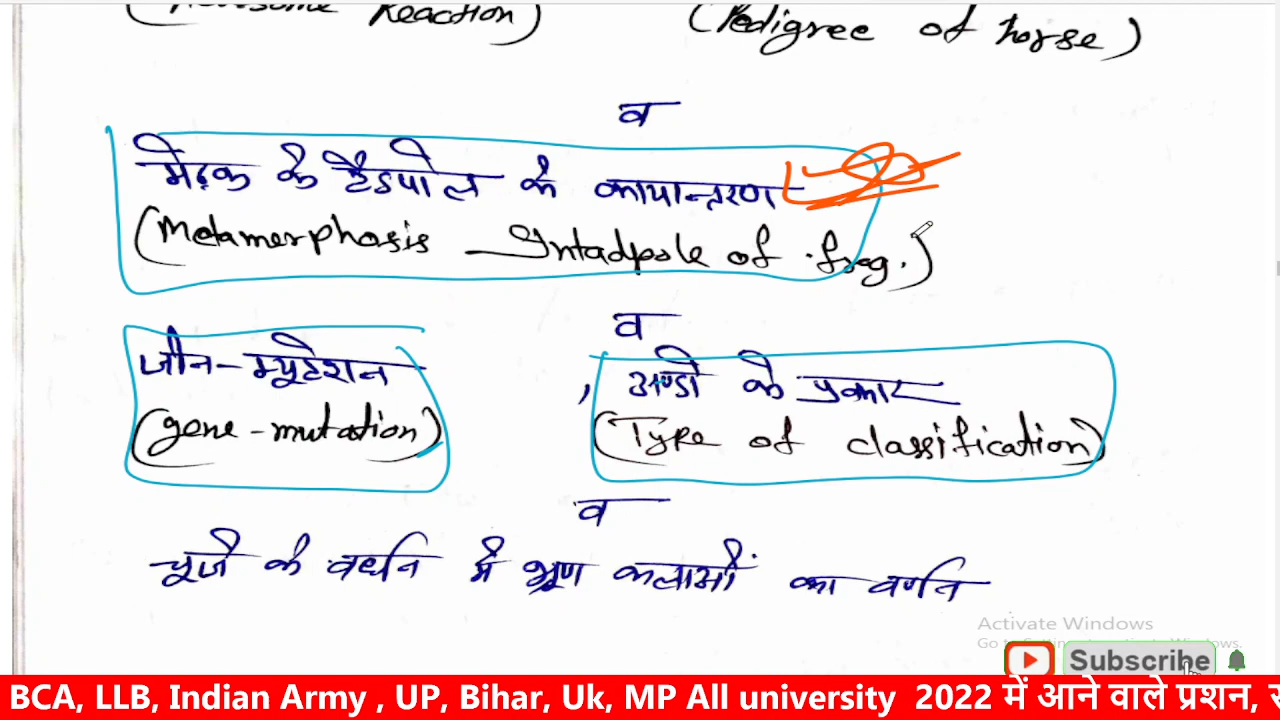 Reaction) (Pedigree of horse)
व
मेढ़क के टैडपोल के कायान्तरण
(Metamerphasis Intadpole of frog.)
व
जीन-म्यूटेशन , अण्डो के प्रकार
(gene-mutation) (Type of classification)
व
चूजे के वर्धन मे भ्रूण कलाओं का वर्णन
Activate Windows
Subscribe
BCA, LLB, Indian Army , UP, Bihar, Uk, MP All university 2022 में आने वाले प्रशन,